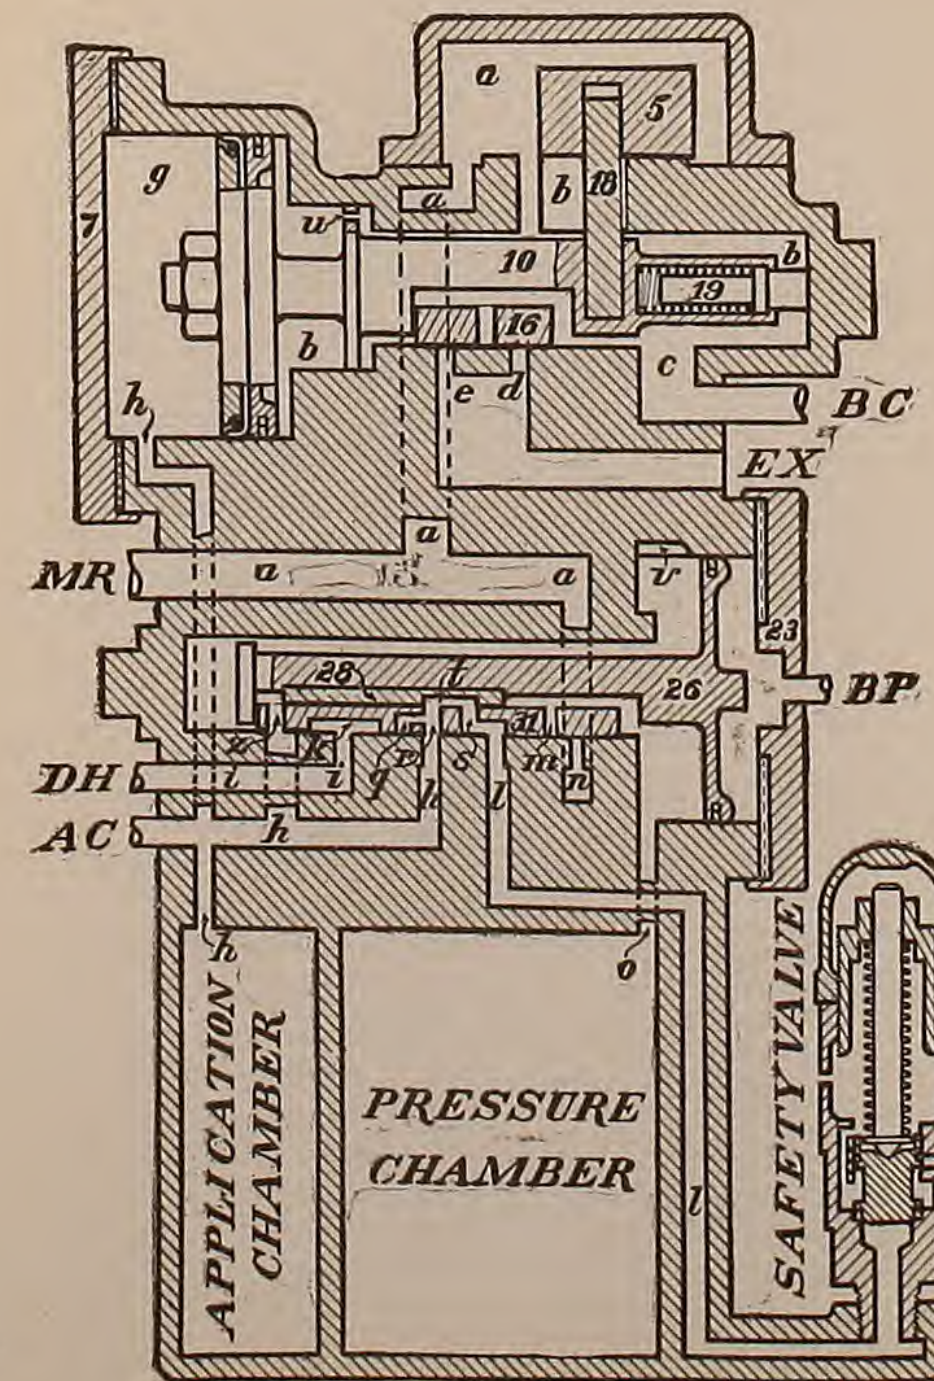 a
5
g
b
18
7
a
u
10
b
19
16
b
c
h
e
d
BC
EX
a
MR
a
a
v
23
28
t
26
BP
31
k
r
DH
i
i
q
h
s
l
m
n
AC
h
h
o
APPLICATION
CHAMBER
PRESSURE
CHAMBER
l
SAFETY VALVE